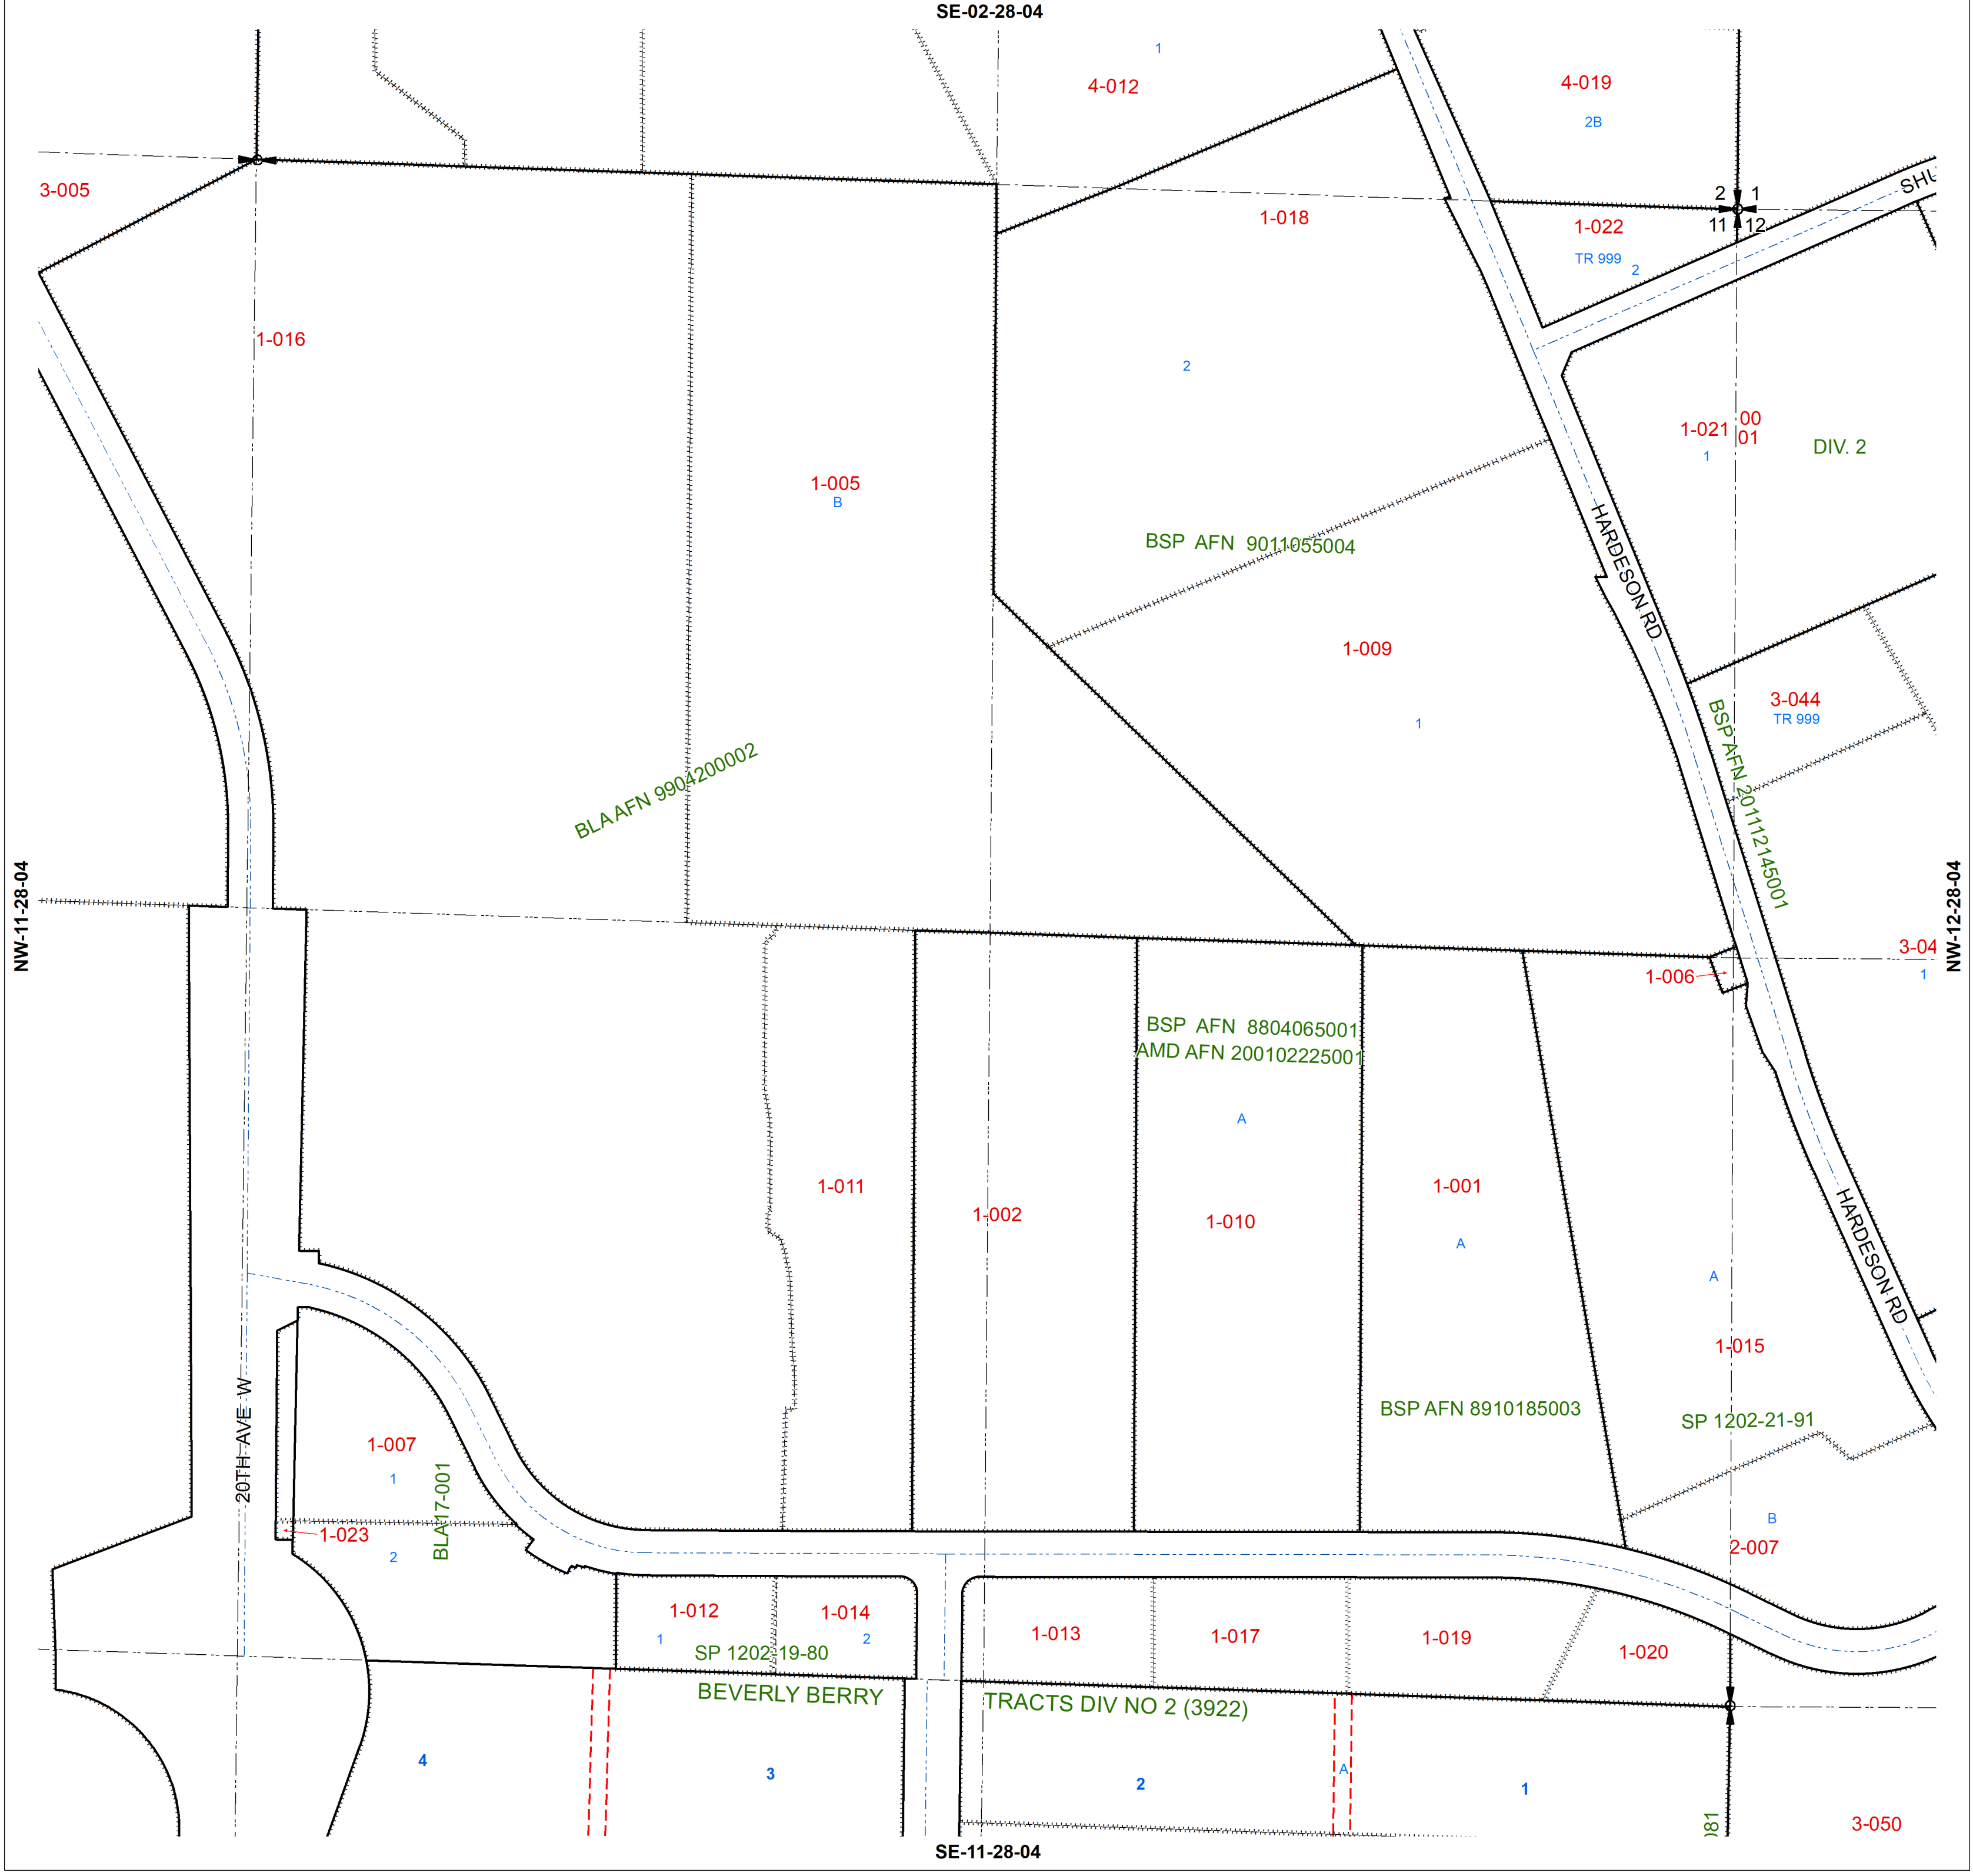 SE-02-28-04
1
4-012
4-019
2B
3-005
2 1
11 12
1-018
1-022
TR 999
2
1-016
2
1-021
00
01
1
DIV. 2
1-005
B
BSP AFN 9011055004
HARDESON RD
1-009
1
3-044
TR 999
BSP AFN 201112145001
BLA AFN 9904200002
NW-11-28-04
NW-12-28-04
3-04
1
1-006
BSP AFN 8804065001
AMD AFN 200102225001
A
1-011
1-002
1-010
1-001
A
A
HARDESON RD
1-015
BSP AFN 8910185003
SP 1202-21-91
20TH AVE W
1-007
1
BLA17-001
1-023
2
B
2-007
1-012
1-014
1
2
SP 1202-19-80
1-013
1-017
1-019
1-020
BEVERLY BERRY
TRACTS DIV NO 2 (3922)
4
3
2
A
1
3-050
SE-11-28-04